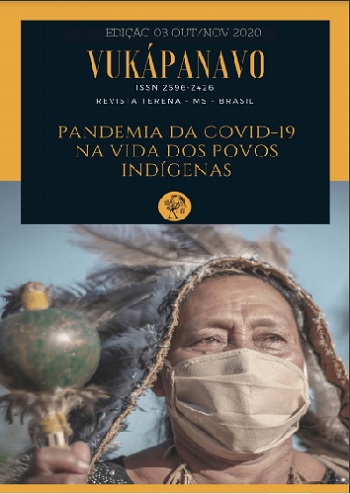 EDIÇÃO 03 OUT/NOV 2020
VUKÁPANAVO
ISSN 2596-2426
REVISTA TERENA - MS - BRASIL
PANDEMIA DA COVID-19
NA VIDA DOS POVOS
INDÍGENAS